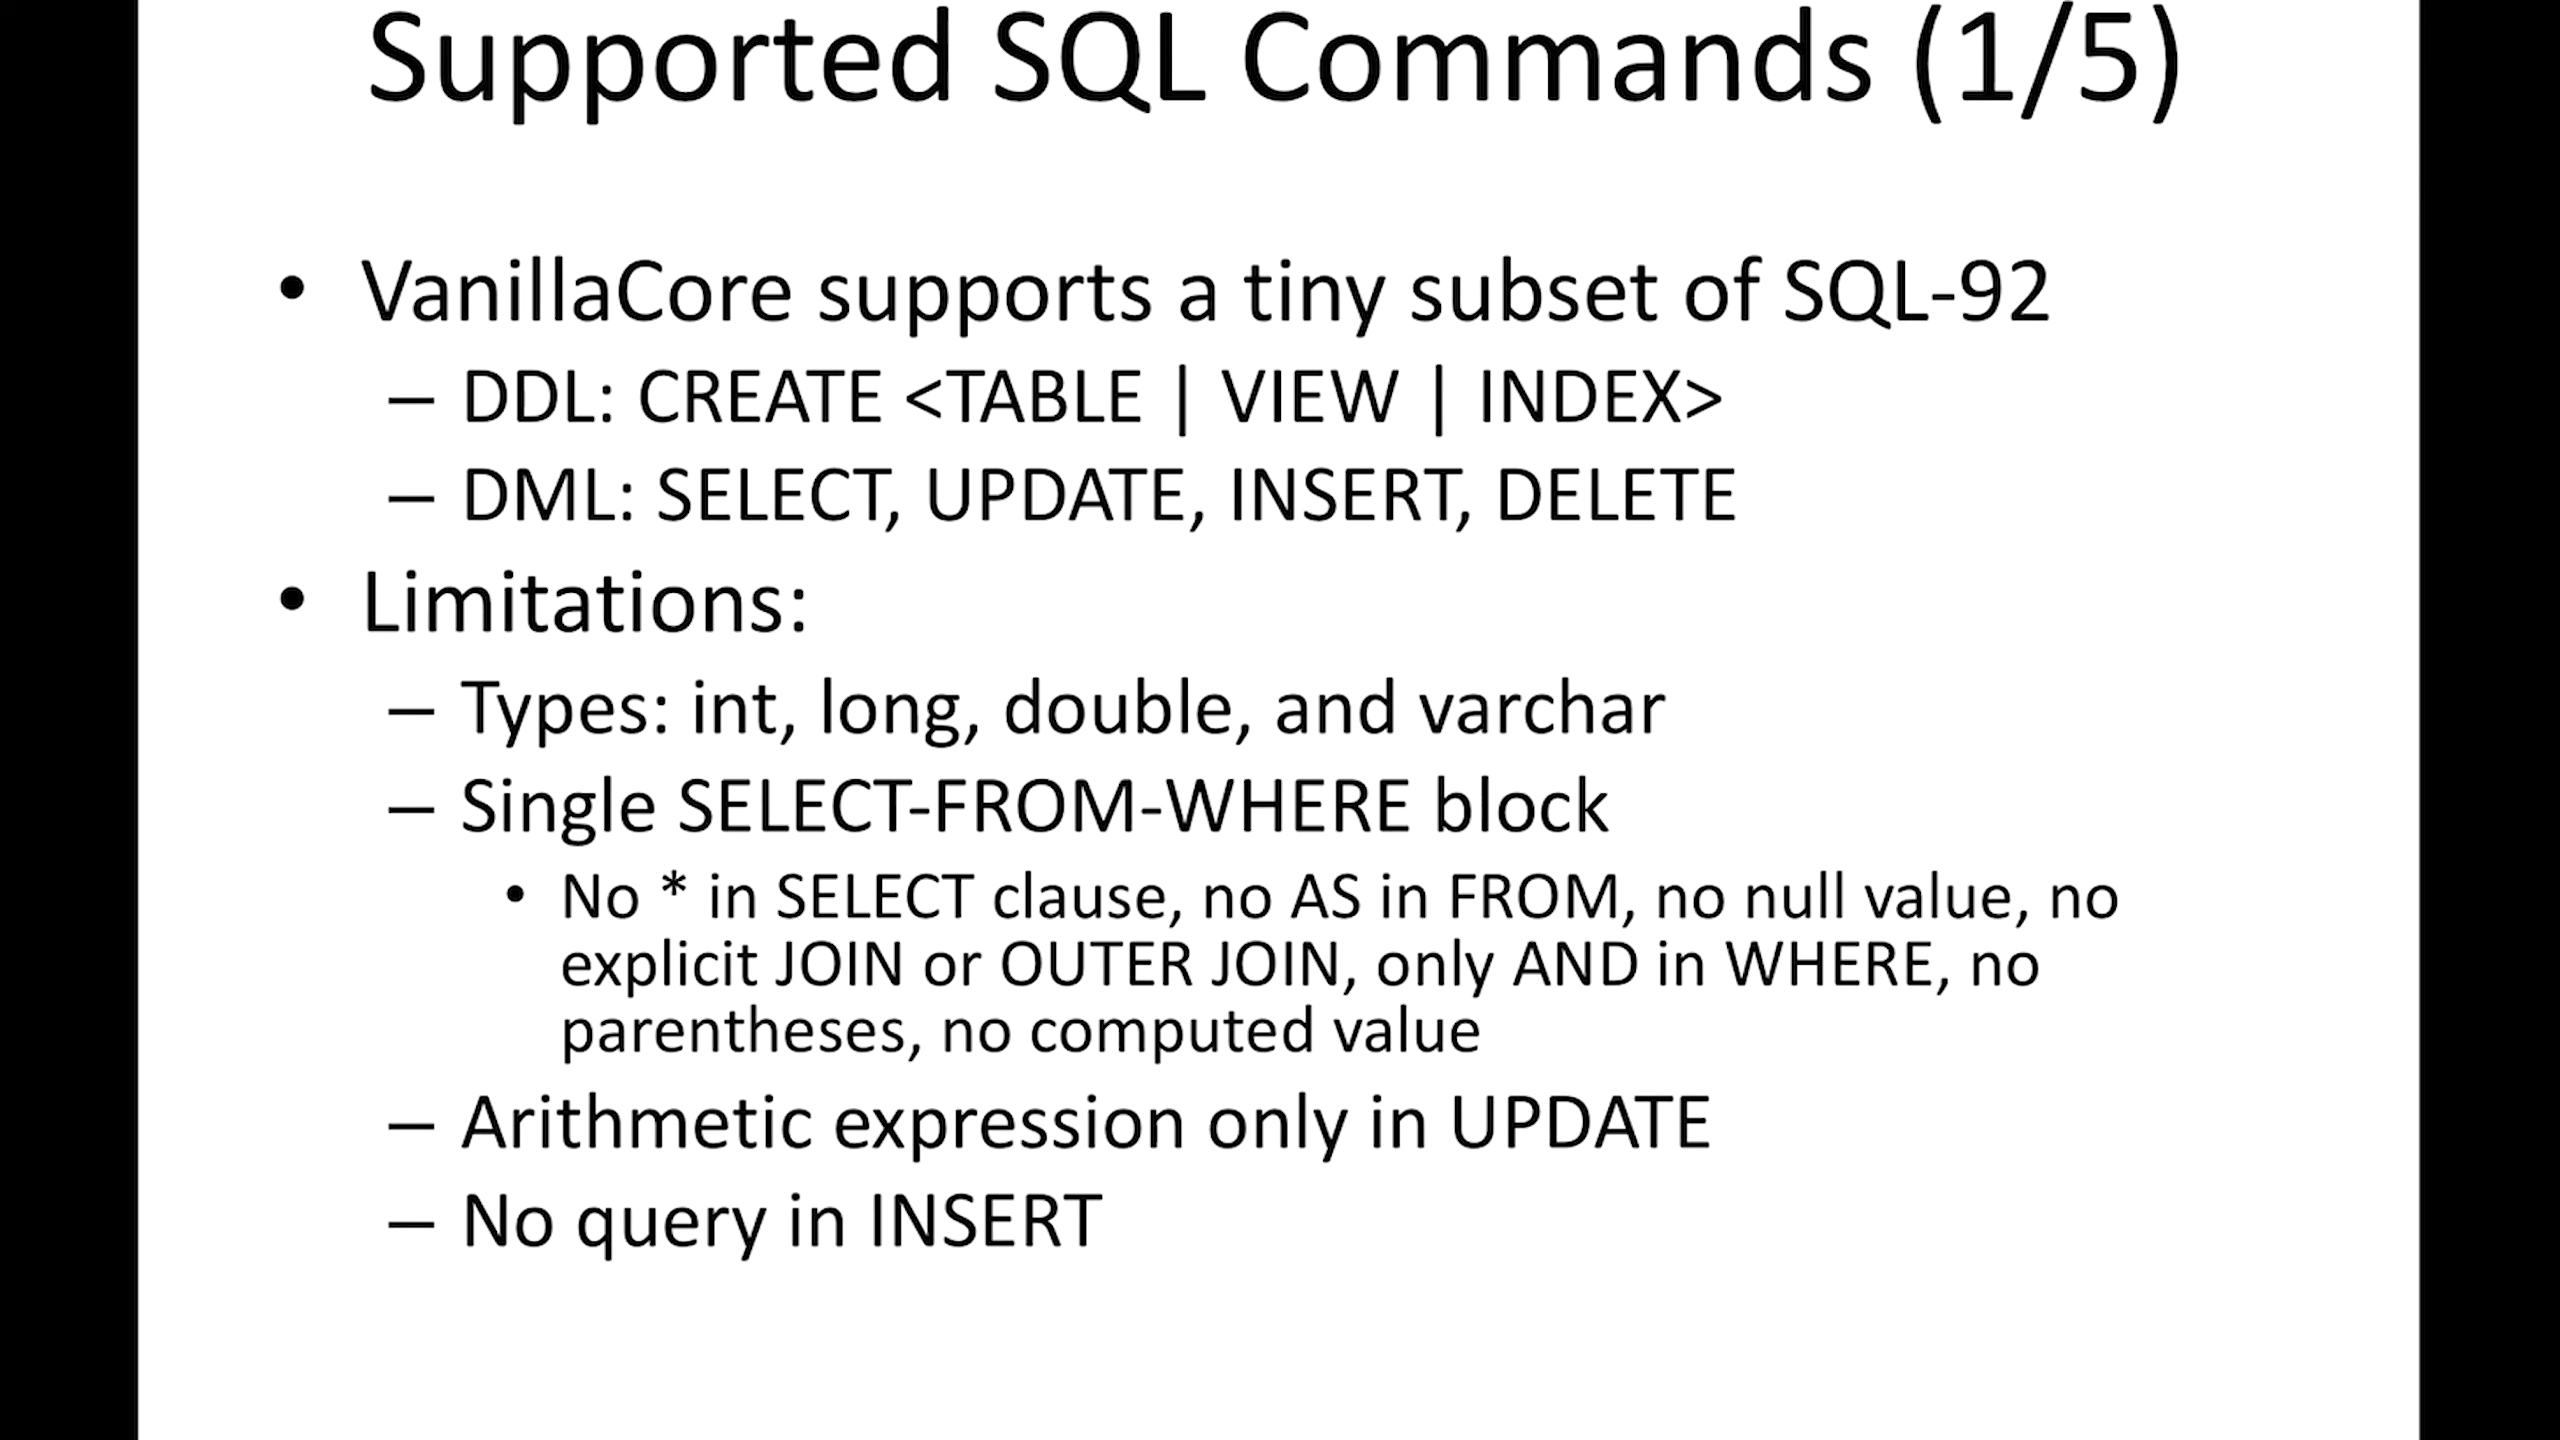 Supported SQL Commands (1/5)
• VanillaCore supports a tiny subset of SQL-92
– DDL: CREATE <TABLE | VIEW | INDEX>
– DML: SELECT, UPDATE, INSERT, DELETE
• Limitations:
– Types: int, long, double, and varchar
– Single SELECT-FROM-WHERE block
• No * in SELECT clause, no AS in FROM, no null value, no
explicit JOIN or OUTER JOIN, only AND in WHERE, no
parentheses, no computed value
– Arithmetic expression only in UPDATE
– No query in INSERT